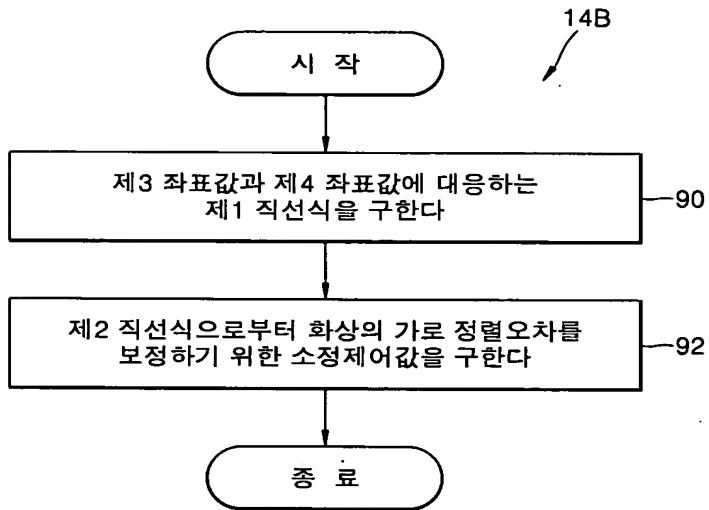 14B
시 작
제3 좌표값과 제4 좌표값에 대응하는
제1 직선식을 구한다
90
제2 직선식으로부터 화상의 가로 정렬오차를
보정하기 위한 소정제어값을 구한다
92
종 료